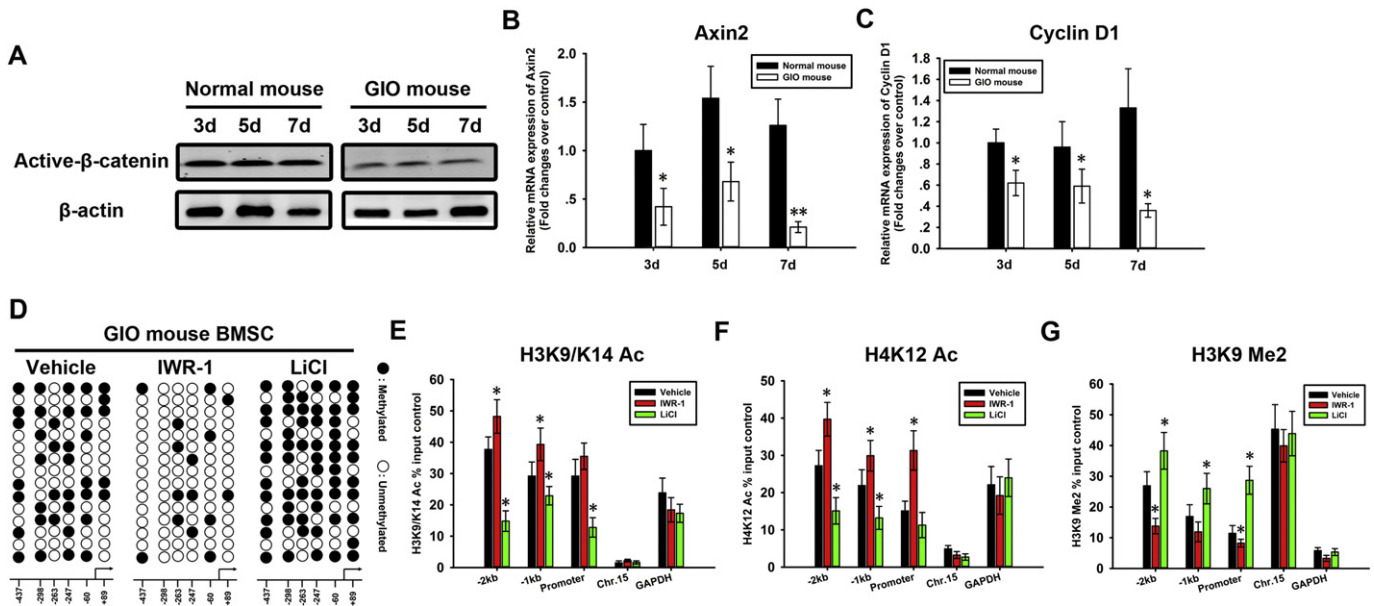 A
Normal mouse
GIO mouse
3d 5d 7d
3d 5d 7d
Active-β-catenin
β-actin
B
Axin2
Relative mRNA expression of Axin2
(Fold changes over control)
2.0
1.5
1.0
.5
0.0
Normal mouse
GIO mouse
*
*
**
3d 5d 7d
C
Cyclin D1
Relative mRNA expression of Cyclin D1
(Fold changes over control)
1.8
1.6
1.4
1.2
1.0
.8
.6
.4
.2
0.0
Normal mouse
GIO mouse
*
*
*
3d 5d 7d
D
GIO mouse BMSC
Vehicle IWR-1 LiCl
: Methylated
: Unmethylated
-437 -298 -263 -247 -60 +89
-437 -298 -263 -247 -60 +89
-437 -298 -263 -247 -60 +89
E
H3K9/K14 Ac
H3K9/K14 Ac % input control
60
50
40
30
20
10
0
Vehicle
IWR-1
LiCl
* * * * *
-2kb -1kb Promoter Chr.15 GAPDH
F
H4K12 Ac
H4K12 Ac % input control
50
40
30
20
10
0
Vehicle
IWR-1
LiCl
* * * * *
-2kb -1kb Promoter Chr.15 GAPDH
G
H3K9 Me2
H3K9 Me2 % input control
60
50
40
30
20
10
0
Vehicle
IWR-1
LiCl
* * * * *
-2kb -1kb Promoter Chr.15 GAPDH